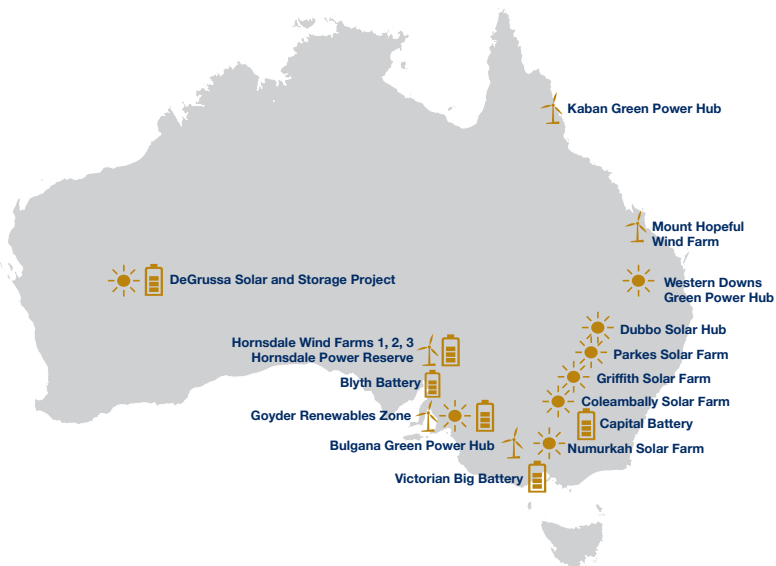 Kaban Green Power Hub
Mount Hopeful
Wind Farm
DeGrussa Solar and Storage Project
Western Downs
Green Power Hub
Dubbo Solar Hub
Hornsdale Wind Farms 1, 2, 3
Hornsdale Power Reserve
Parkes Solar Farm
Griffith Solar Farm
Blyth Battery
Coleambally Solar Farm
Goyder Renewables Zone
Capital Battery
Bulgana Green Power Hub
Numurkah Solar Farm
Victorian Big Battery